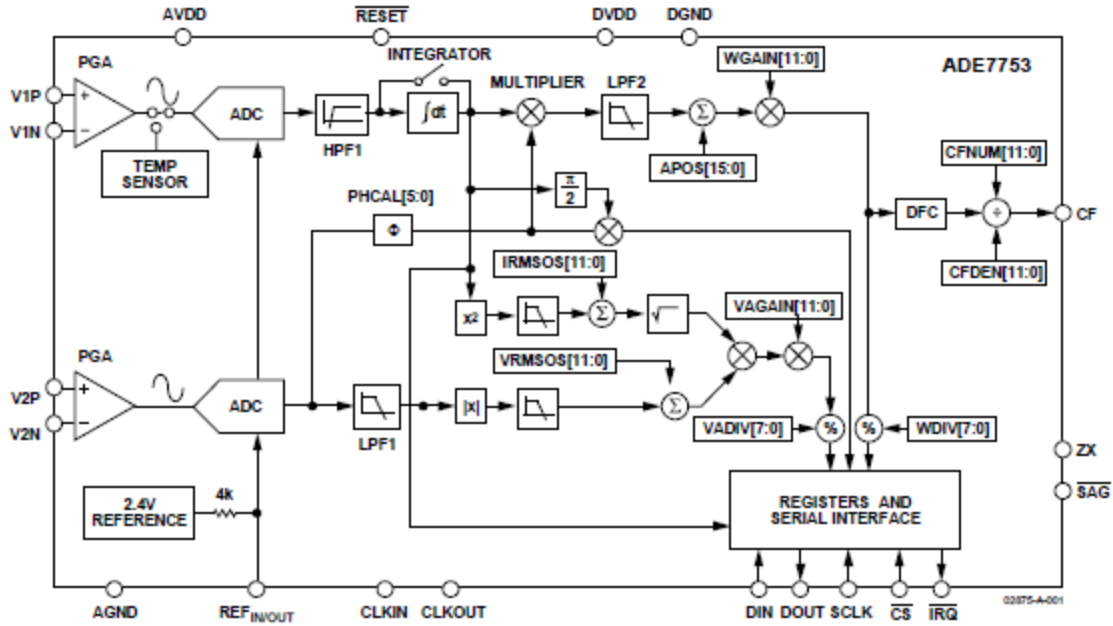 AVDD
RESET
DVDD
DGND
PGA
INTEGRATOR
WGAIN[11:0]
ADE7753
MULTIPLIER
LPF2
V1P
+
ADC
∫dt
Σ
V1N
−
HPF1
TEMP
SENSOR
APOS[15:0]
CFNUM[11:0]
π
2
PHCAL[5:0]
Φ
DFC
÷
CF
IRMSOS[11:0]
CFDEN[11:0]
x2
Σ
√
VAGAIN[11:0]
PGA
VRMSOS[11:0]
V2P
+
ADC
|x|
Σ
V2N
−
LPF1
VADIV[7:0]
%
%
WDIV[7:0]
ZX
2.4V
REFERENCE
4k
REGISTERS AND
SERIAL INTERFACE
SAG
02875-A-001
AGND
REFIN/OUT
CLKIN
CLKOUT
DIN
DOUT
SCLK
CS
IRQ